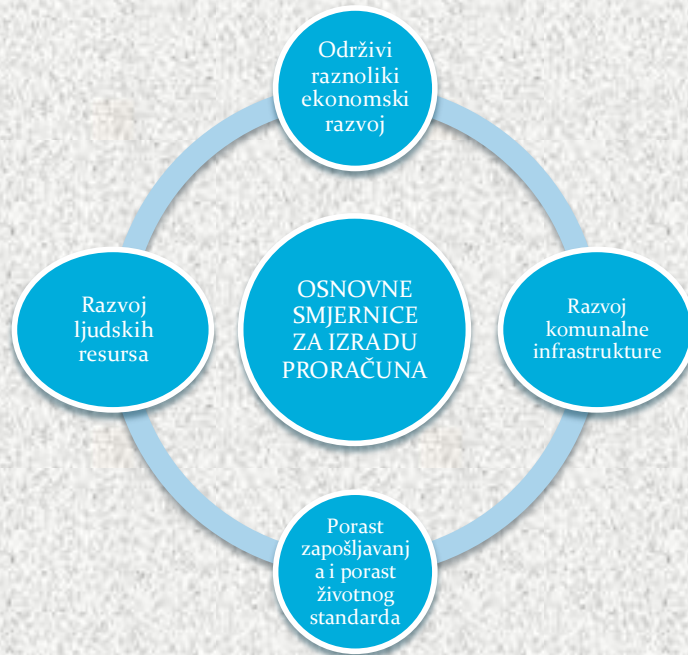 Održivi
raznoliki
ekonomski
razvoj
OSNOVNE
SMJERNICE
ZA IZRADU
PRORAČUNA
Razvoj
komunalne
infrastrukture
Porast
zapošljavanj
a i porast
životnog
standarda
Razvoj
ljudskih
resursa